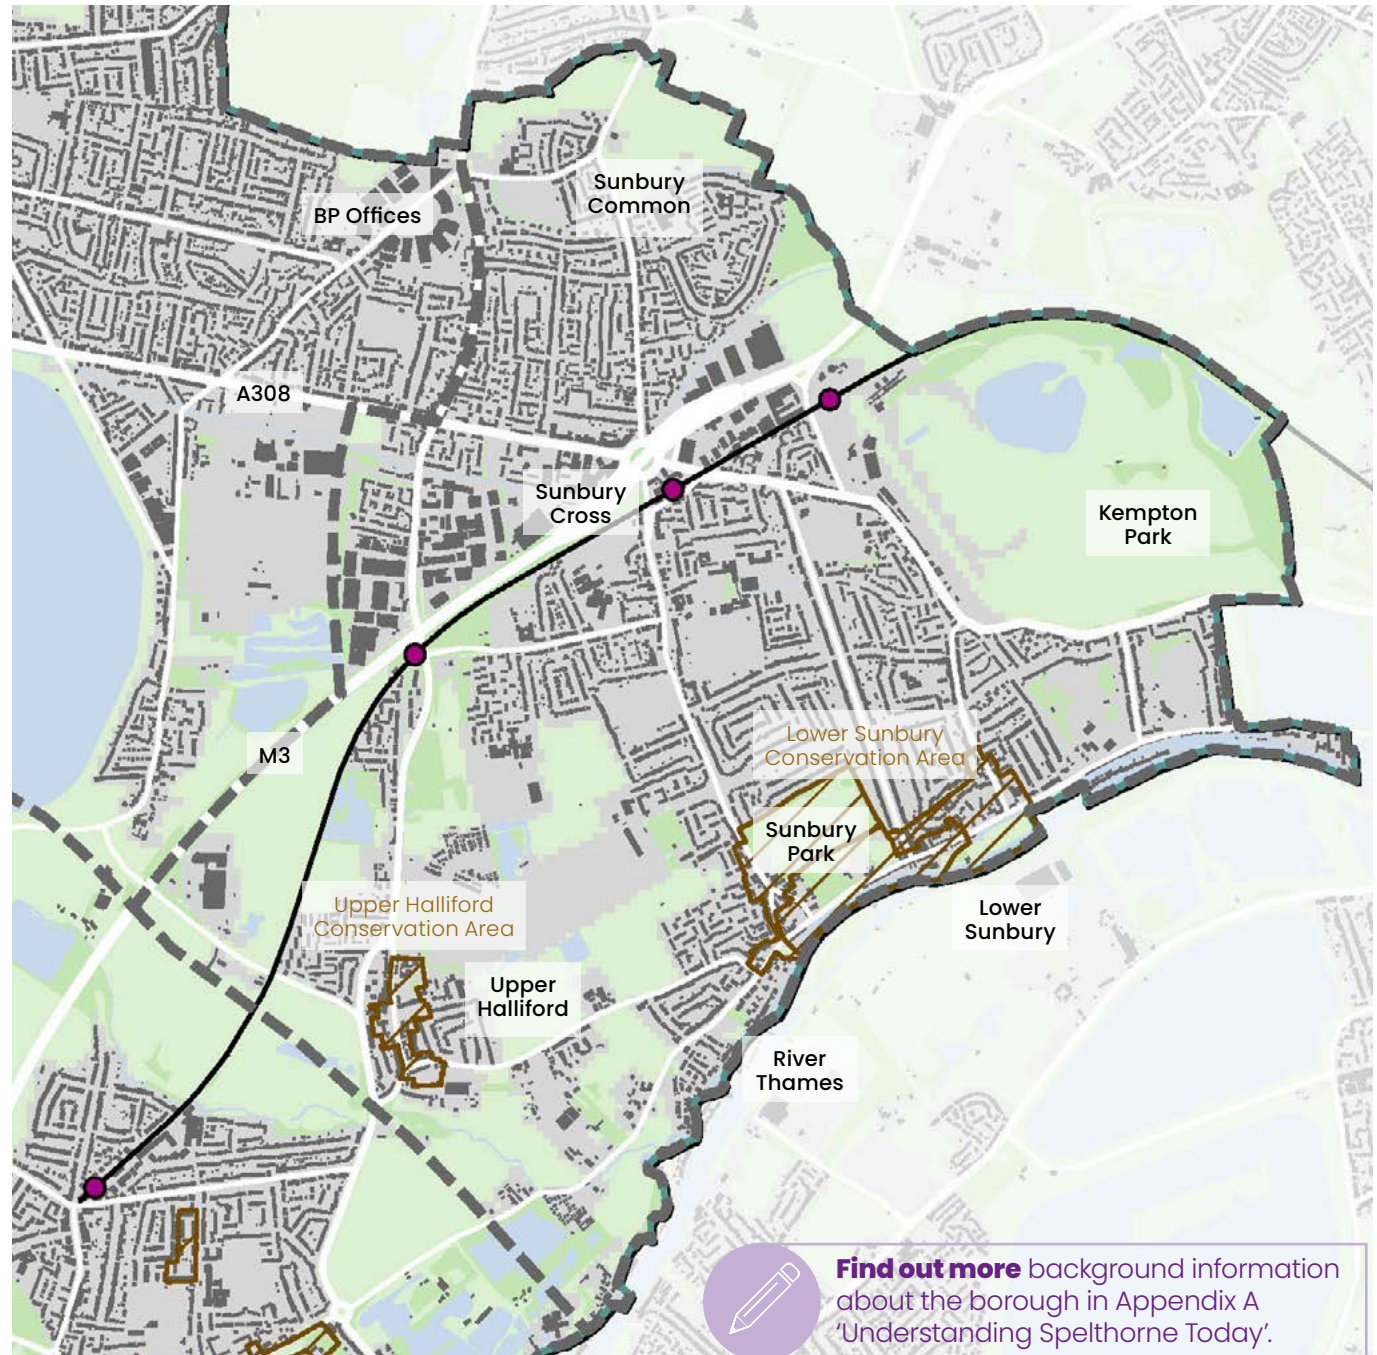 Sunbury
Common
BP Offices
A308
Sunbury
Cross
Kempton
Park
M3
Lower Sunbury
Conservation Area
Sunbury
Park
Upper Halliford
Conservation Area
Lower
Sunbury
Upper
Halliford
River
Thames
Find out more background information
about the borough in Appendix A
‘Understanding Spelthorne Today’.